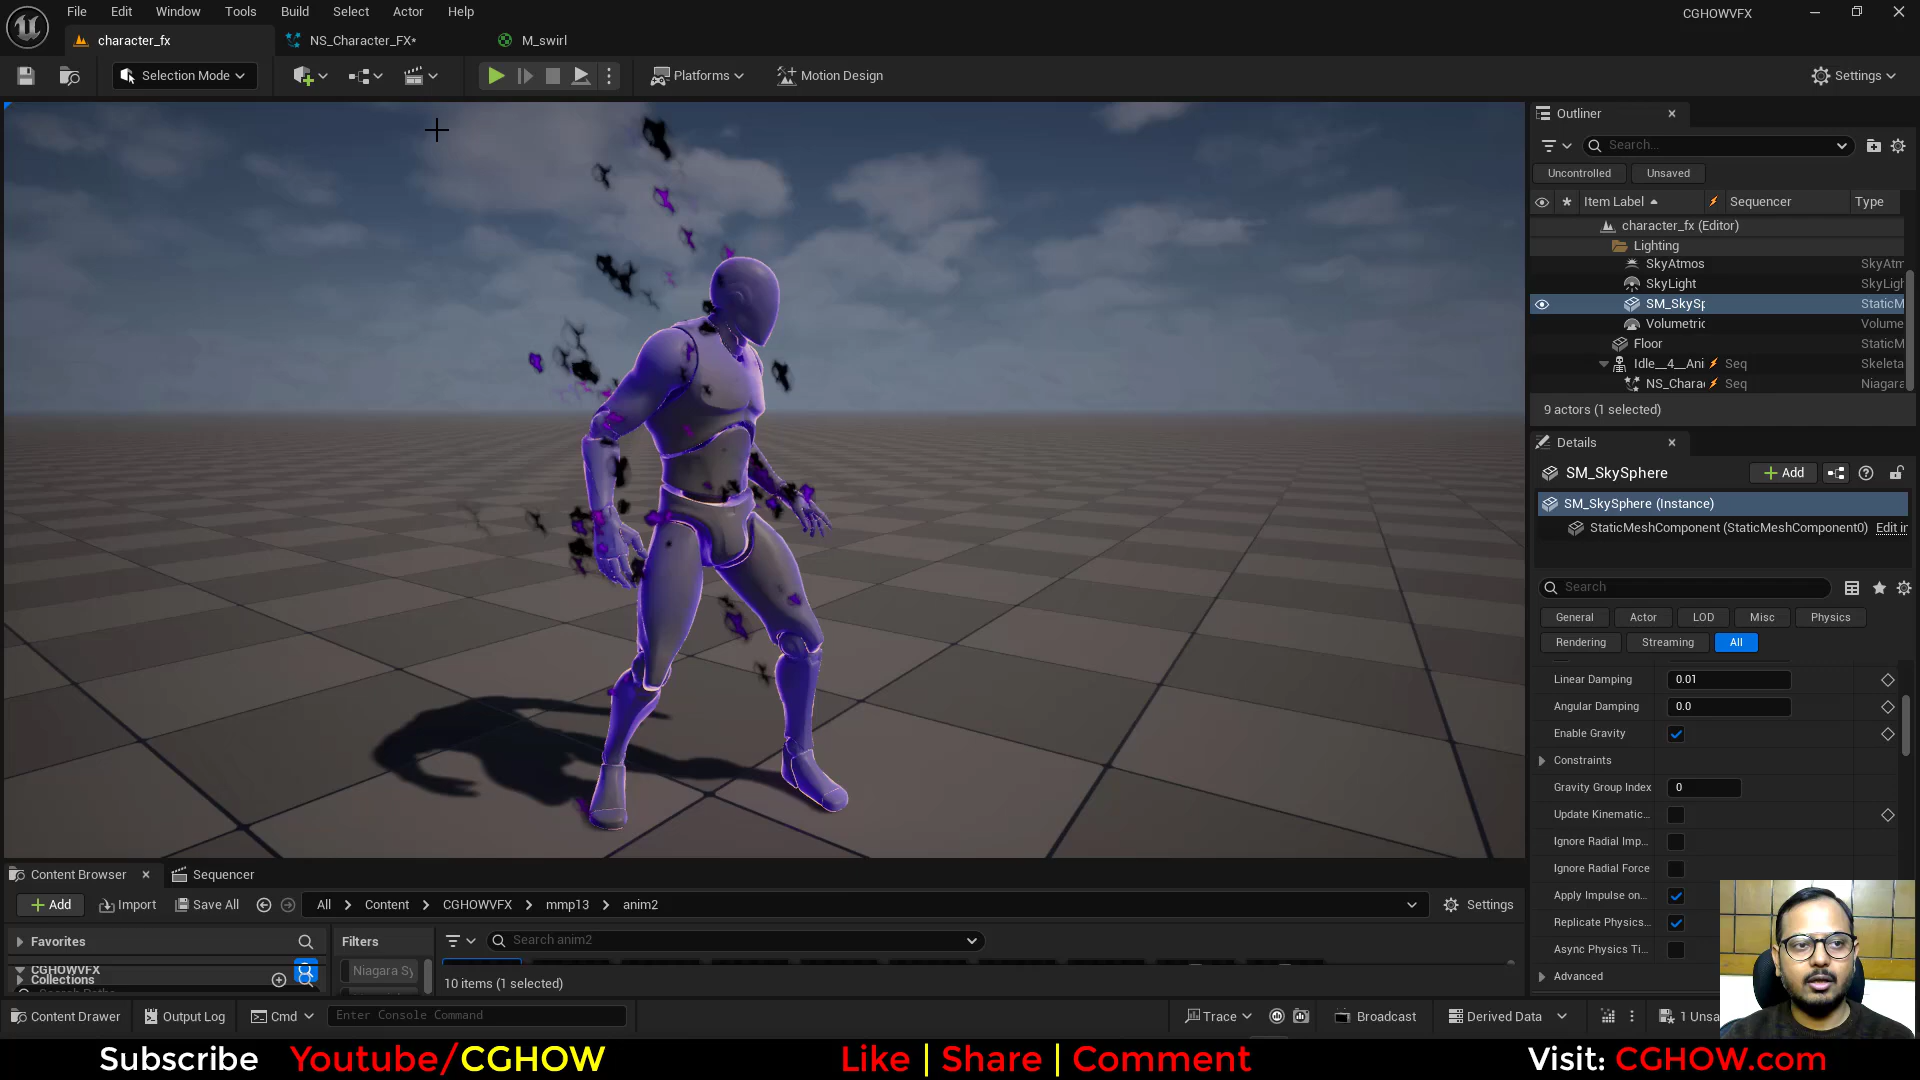 File Edit Window Tools Build Select Actor Help
CGHOWVFX
character_fx
NS_Character_FX*
M_swirl
Selection Mode
Platforms
Motion Design
Settings
Outliner
Search...
Uncontrolled
Unsaved
Item Label
Sequencer
Type
character_fx (Editor)
Lighting
SkyAtmos
SkyAtm
SkyLight
SkyLigh
SM_SkySp
StaticM
Volumetric
Volume
Floor
StaticM
Idle__4__Ani
Seq
Skeleta
NS_Charac
Seq
Niagara
9 actors (1 selected)
Details
SM_SkySphere
Add
SM_SkySphere (Instance)
StaticMeshComponent (StaticMeshComponent0)
Edit in
Search
General
Actor
LOD
Misc
Physics
Rendering
Streaming
All
Linear Damping
0.01
Angular Damping
0.0
Enable Gravity
Constraints
Gravity Group Index
0
Update Kinematic...
Ignore Radial Imp...
Ignore Radial Force
Apply Impulse on...
Replicate Physics...
Async Physics Ti...
Advanced
Content Browser
Sequencer
Add
Import
Save All
All
Content
CGHOWVFX
mmp13
anim2
Settings
Favorites
Filters
Search anim2
CGHOWVFX
Collections
Niagara Sy
10 items (1 selected)
Content Drawer
Output Log
Cmd
Enter Console Command
Trace
Broadcast
Derived Data
1 Unsa
Subscribe Youtube/CGHOW
Like | Share | Comment
Visit: CGHOW.com